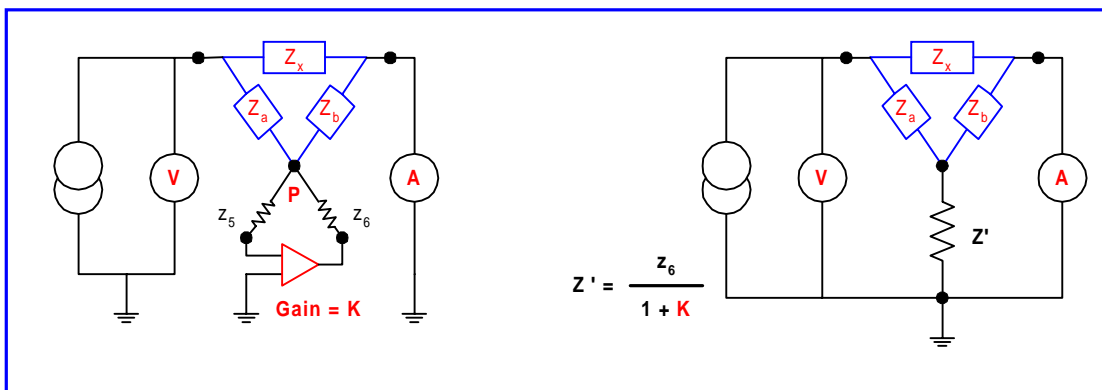 Zx
Za
Zb
V
A
P
z5
z6
Gain = K
Zx
Za
Zb
V
A
Z'
Z' = z6
1 + K